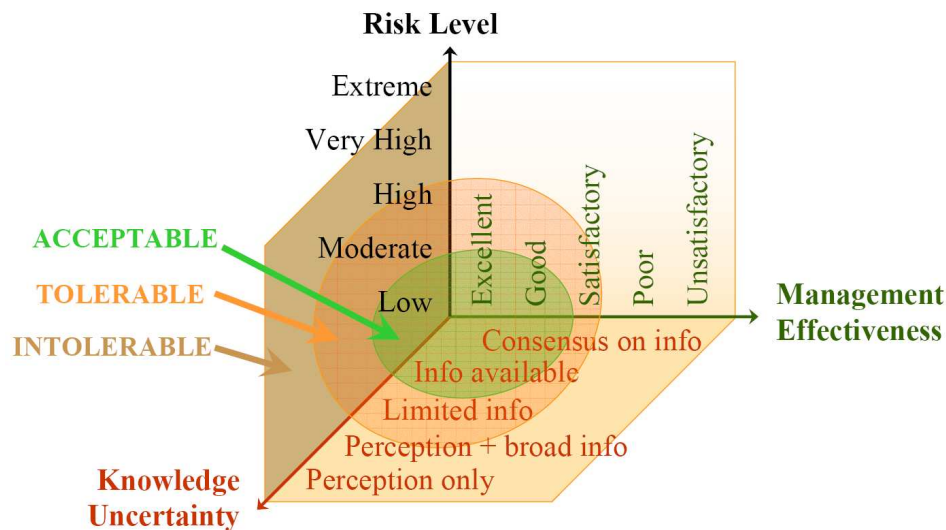 Risk Level
Extreme
Very High
High
Moderate
Low
ACCEPTABLE
TOLERABLE
INTOLERABLE
Excellent
Good
Satisfactory
Poor
Unsatisfactory
Management
Effectiveness
Consensus on info
Info available
Limited info
Perception + broad info
Perception only
Knowledge
Uncertainty